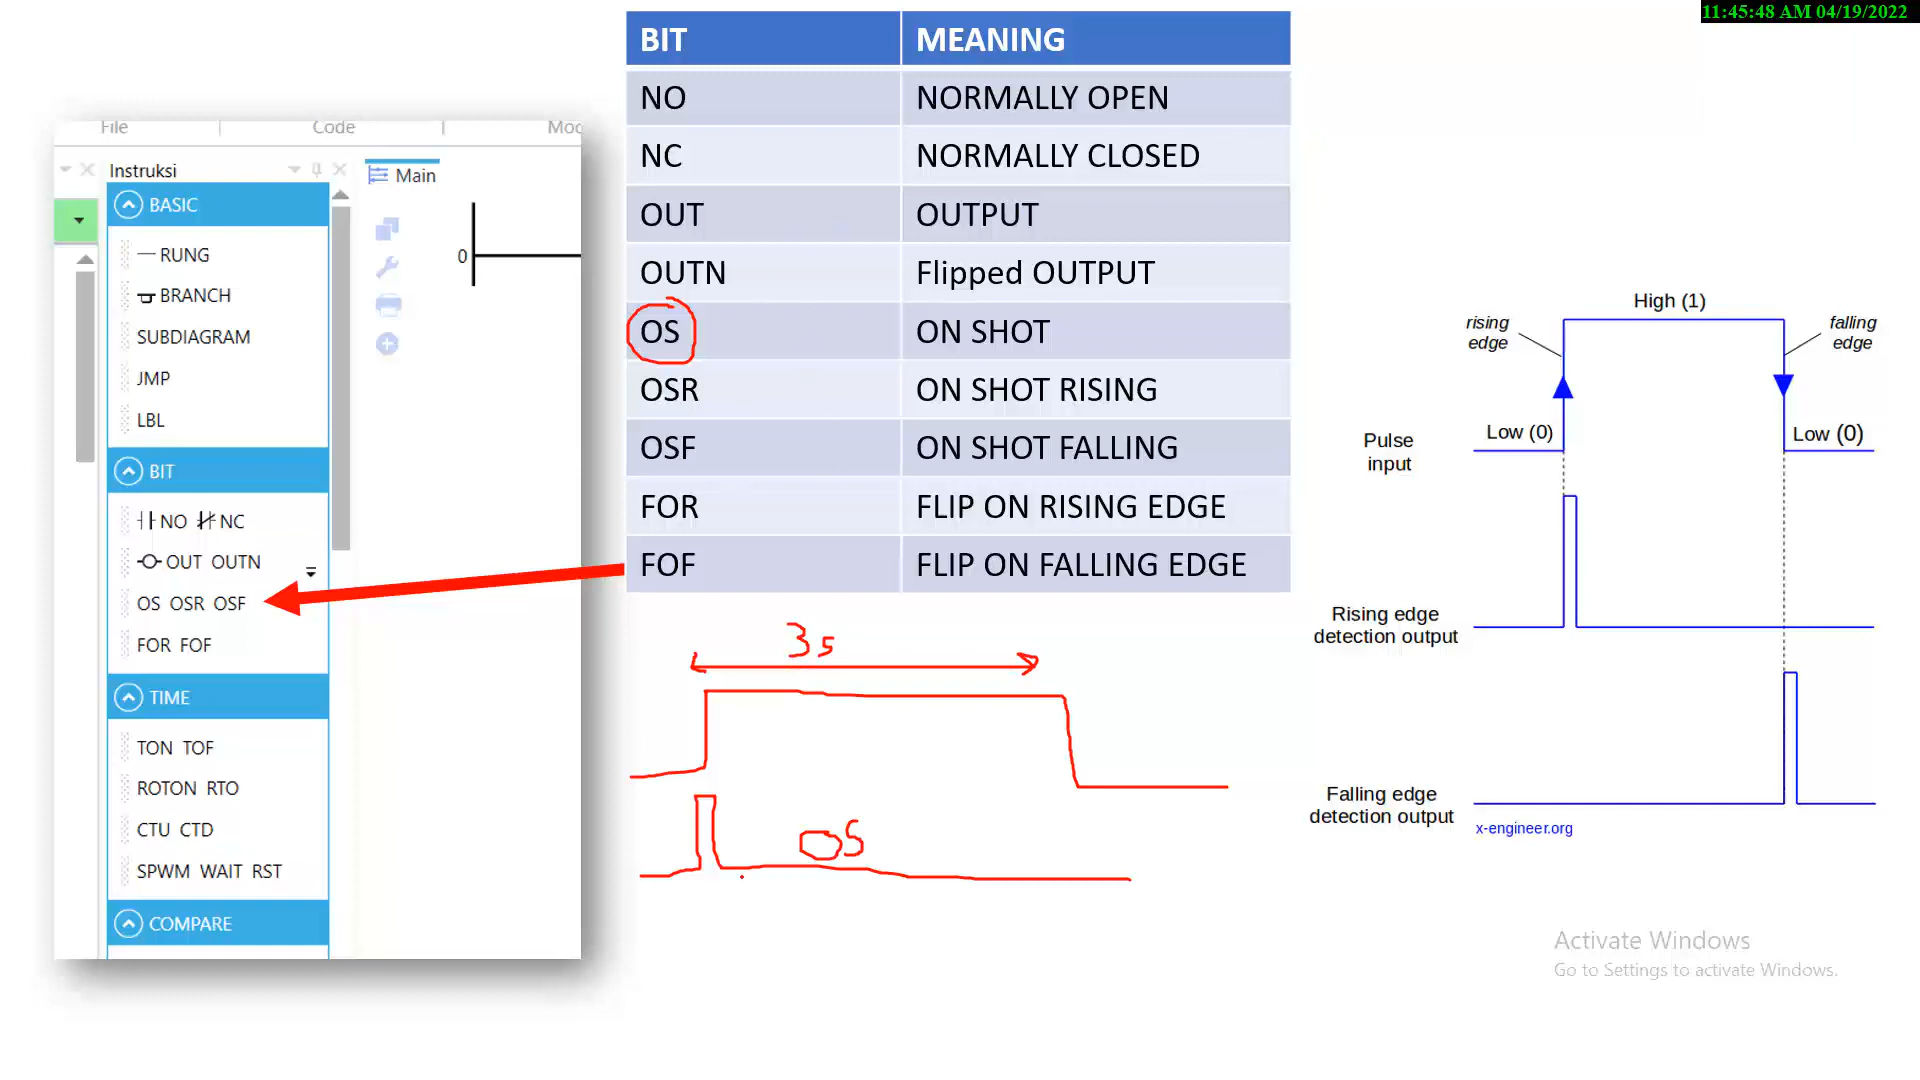 11:45:48 AM 04/19/2022
File Code
Instruksi
Main
BASIC
RUNG
BRANCH
SUBDIAGRAM
JMP
LBL
BIT
NO NC
OUT OUTN
OS OSR OSF
FOR FOF
TIME
TON TOF
ROTON RTO
CTU CTD
SPWM WAIT RST
COMPARE
0
BIT MEANING
NO NORMALLY OPEN
NC NORMALLY CLOSED
OUT OUTPUT
OUTN Flipped OUTPUT
OS ON SHOT
OSR ON SHOT RISING
OSF ON SHOT FALLING
FOR FLIP ON RISING EDGE
FOF FLIP ON FALLING EDGE
3s
OS
High (1)
rising
edge
falling
edge
Low (0)
Low (0)
Pulse
input
Rising edge
detection output
Falling edge
detection output
x-engineer.org
Activate Windows
Go to Settings to activate Windows.